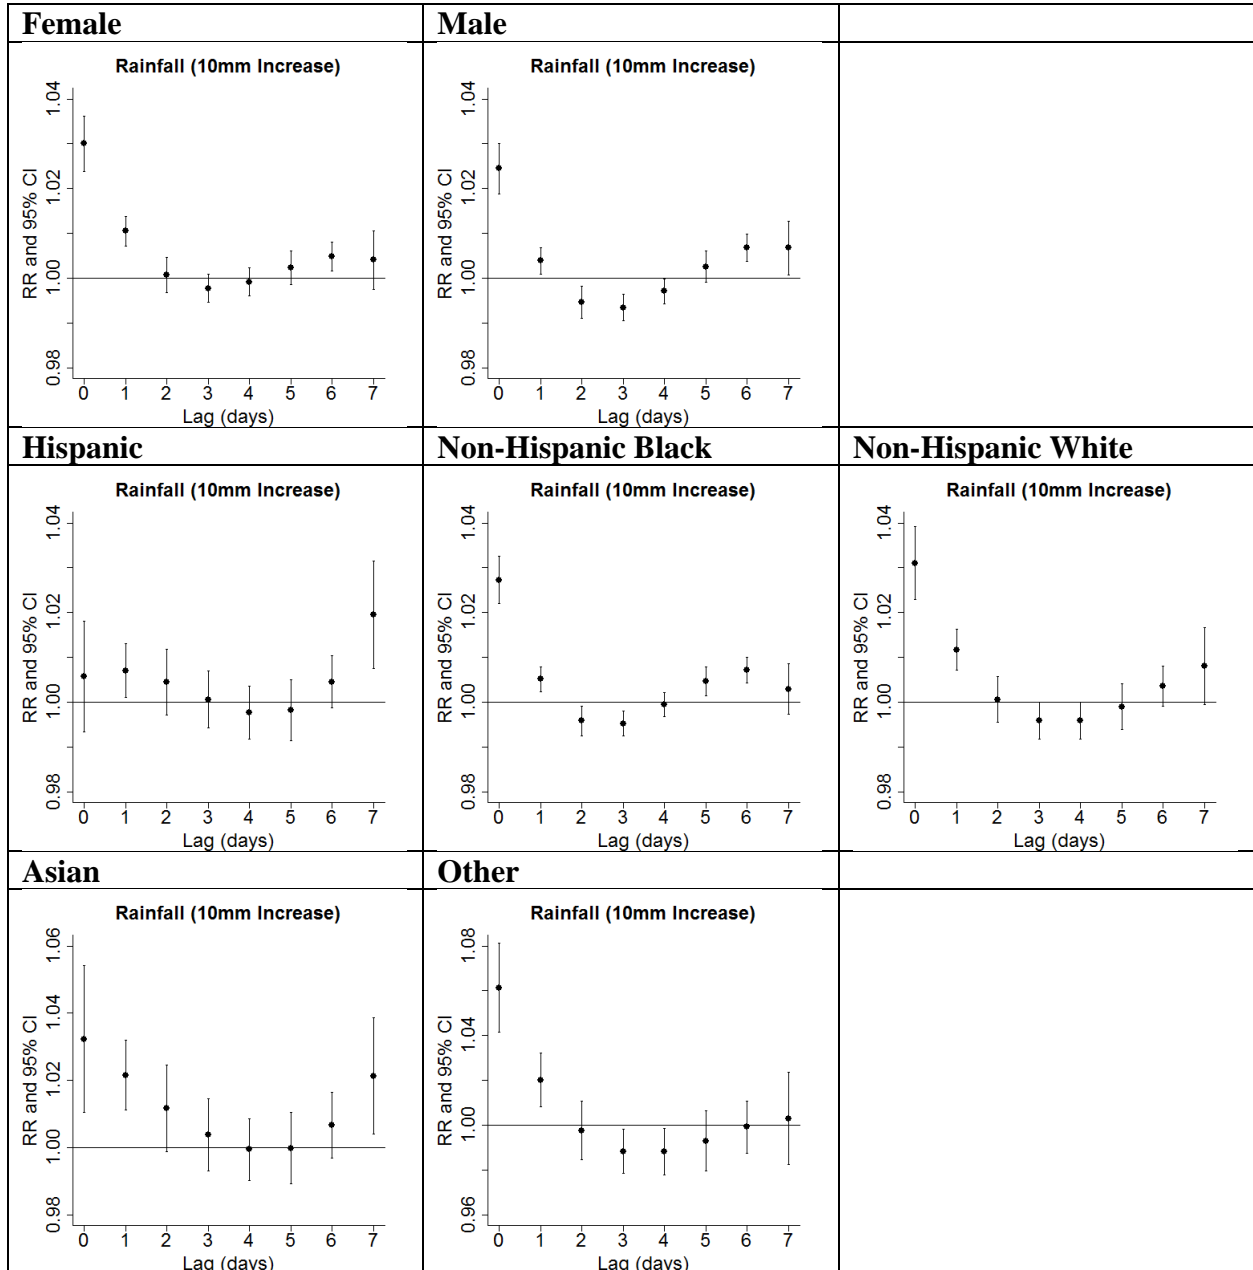 Female
Male
Rainfall (10mm Increase)
RR and 95% CI
1.04
1.02
1.00
0.98
0 1 2 3 4 5 6 7
Lag (days)
Rainfall (10mm Increase)
RR and 95% CI
1.04
1.02
1.00
0.98
0 1 2 3 4 5 6 7
Lag (days)
Hispanic
Non-Hispanic Black
Non-Hispanic White
Rainfall (10mm Increase)
RR and 95% CI
1.04
1.02
1.00
0.98
0 1 2 3 4 5 6 7
Lag (days)
Rainfall (10mm Increase)
RR and 95% CI
1.04
1.02
1.00
0.98
0 1 2 3 4 5 6 7
Lag (days)
Rainfall (10mm Increase)
RR and 95% CI
1.04
1.02
1.00
0.98
0 1 2 3 4 5 6 7
Lag (days)
Asian
Other
Rainfall (10mm Increase)
RR and 95% CI
1.06
1.04
1.02
1.00
0.98
0 1 2 3 4 5 6 7
Lag (days)
Rainfall (10mm Increase)
RR and 95% CI
1.08
1.04
1.00
0.96
0 1 2 3 4 5 6 7
Lag (days)